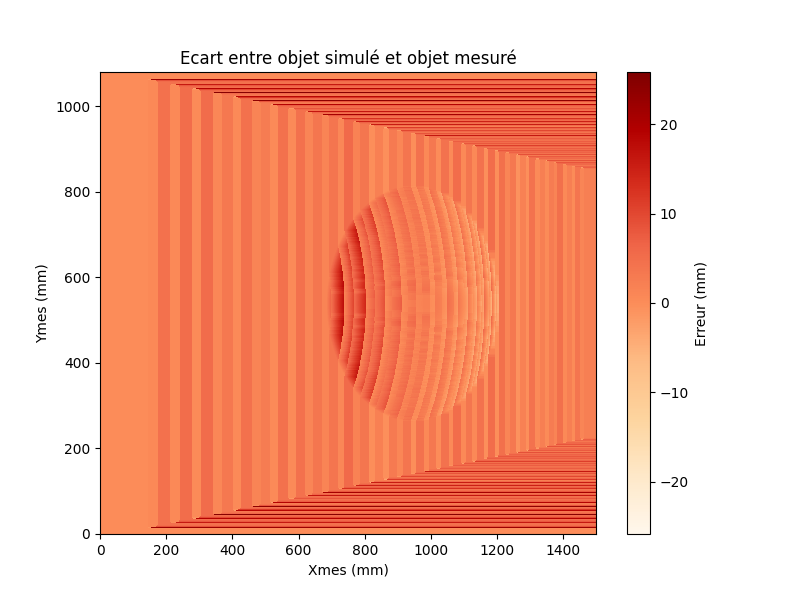 Ecart entre objet simulé et objet mesuré
1000
800
600
400
200
0
Ymes (mm)
0 200 400 600 800 1000 1200 1400
Xmes (mm)
20
10
0
−10
−20
Erreur (mm)